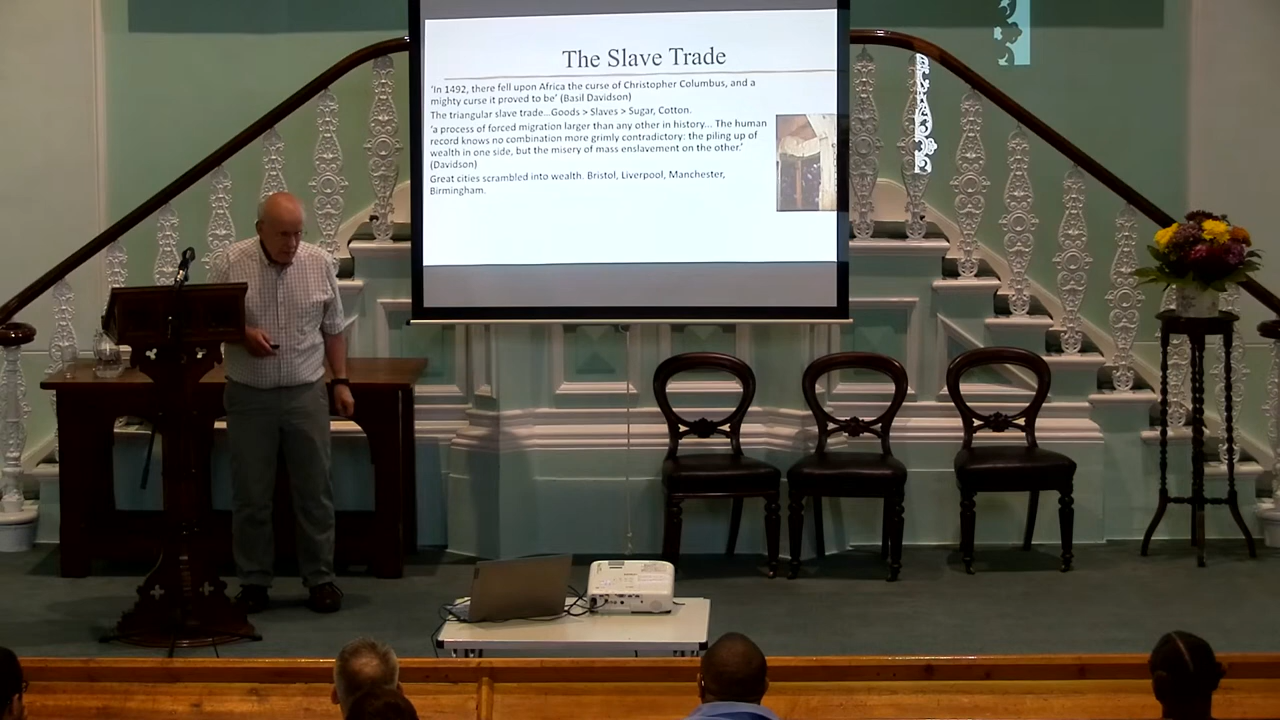 The Slave Trade
'In 1492, there fell upon Africa the curse of Christopher Columbus, and a
mighty curse it proved to be' (Basil Davidson)
The triangular slave trade…Goods > Slaves > Sugar, Cotton.
'a process of forced migration larger than any other in history… The human
record knows no combination more grimly contradictory: the piling up of
wealth in one side, but the misery of mass enslavement on the other.'
(Davidson)
Great cities scrambled into wealth. Bristol, Liverpool, Manchester,
Birmingham.